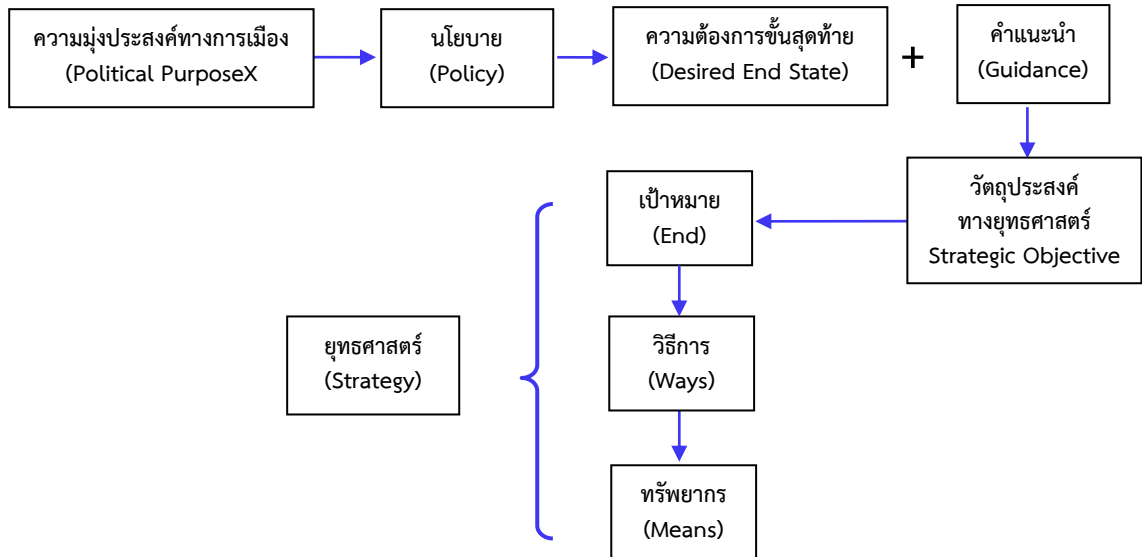 ความมุ่งประสงค์ทางการเมือง
(Political PurposeX
นโยบาย
(Policy)
ความต้องการขั้นสุดท้าย
(Desired End State)
+
คำแนะนำ
(Guidance)
วัตถุประสงค์
ทางยุทธศาสตร์
Strategic Objective
เป้าหมาย
(End)
วิธีการ
(Ways)
ทรัพยากร
(Means)
ยุทธศาสตร์
(Strategy)